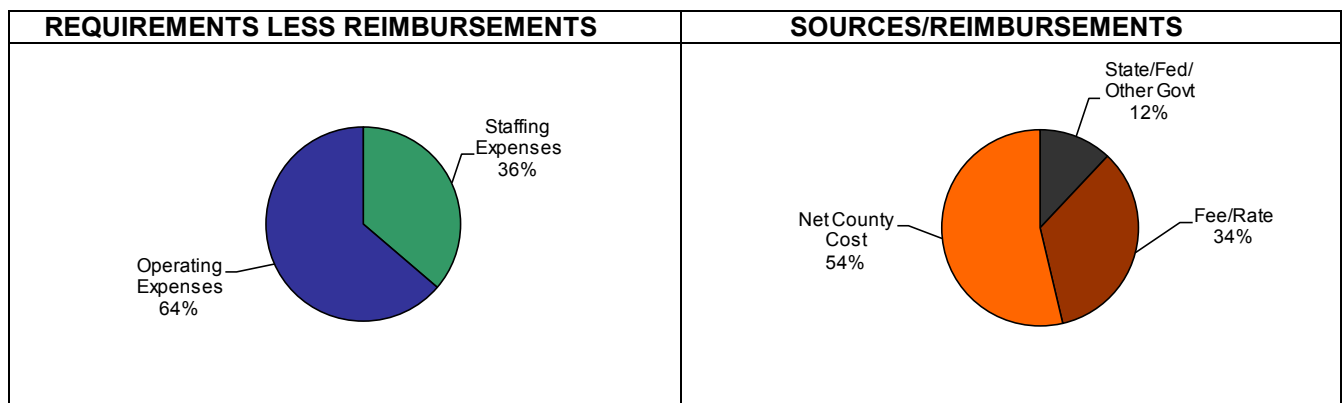 REQUIREMENTS LESS REIMBURSEMENTS
Staffing
Expenses
36%
Operating
Expenses
64%
SOURCES/REIMBURSEMENTS
State/Fed/
Other Govt
12%
Fee/Rate
34%
Net County
Cost
54%